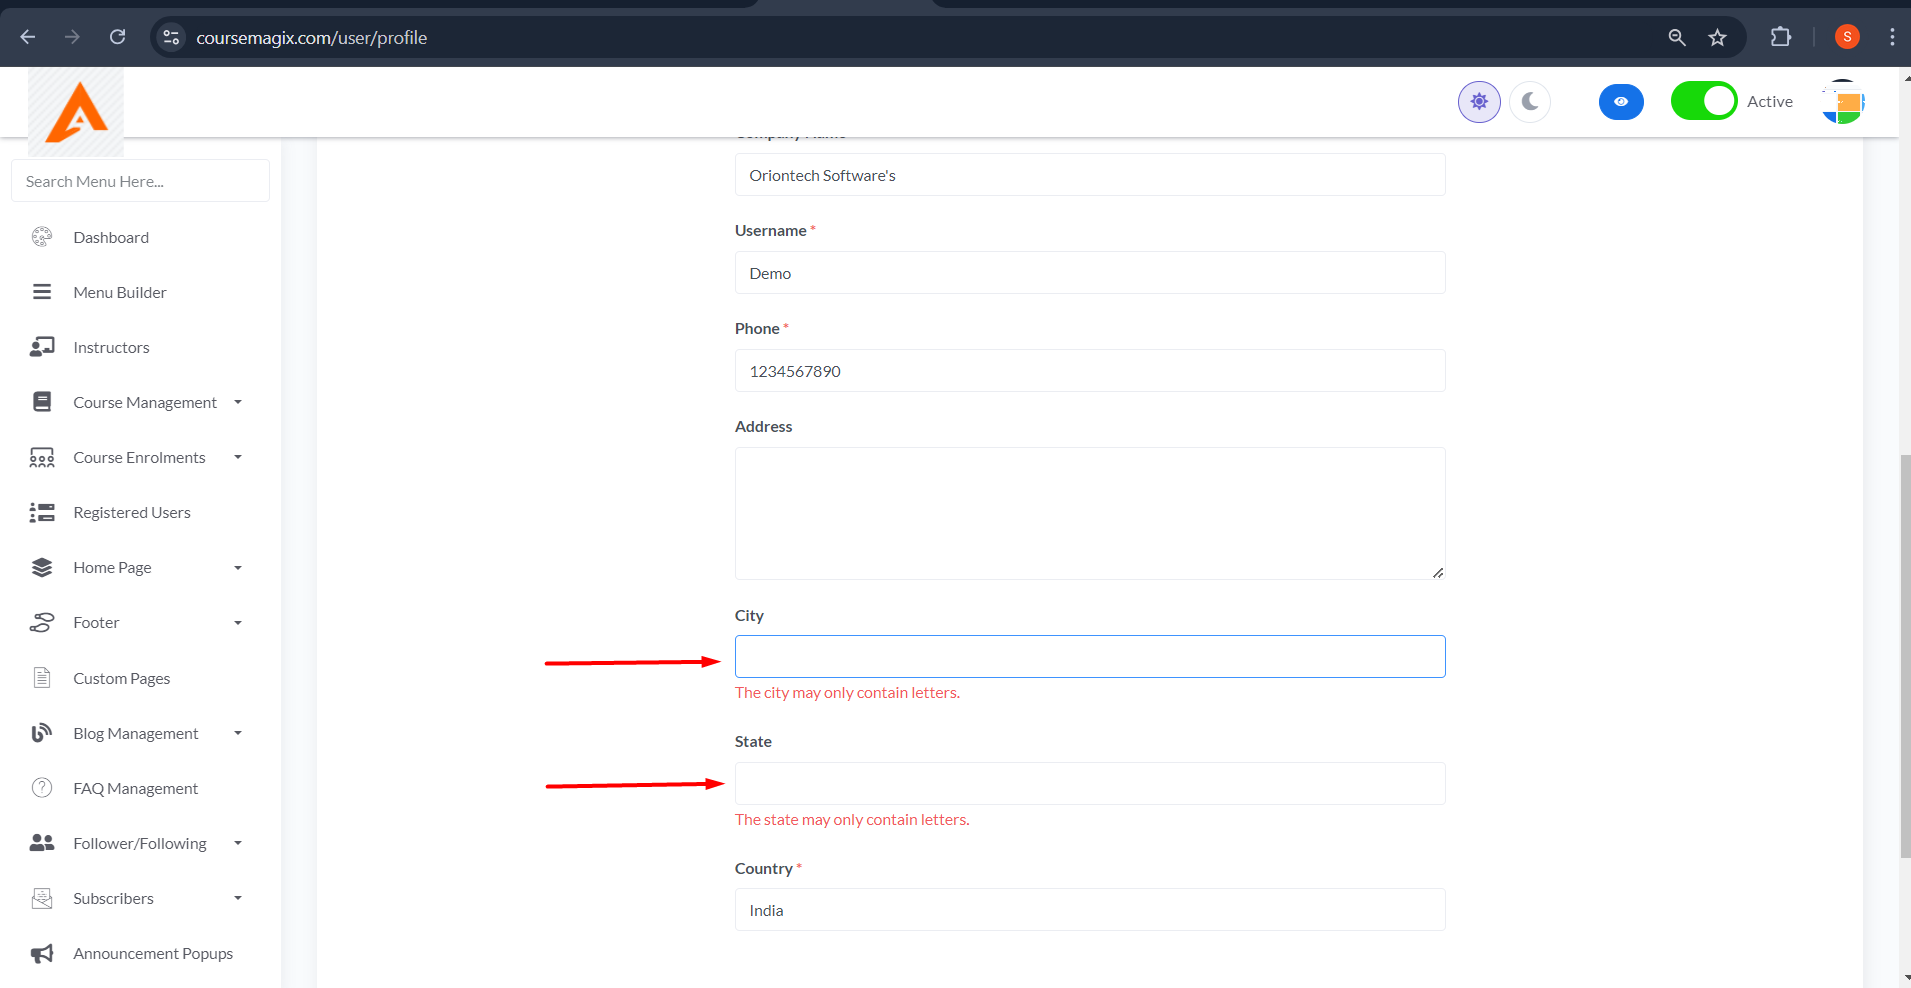 coursemagix.com/user/profile
S
Active
Search Menu Here...
Dashboard
Menu Builder
Instructors
Course Management
Course Enrolments
Registered Users
Home Page
Footer
Custom Pages
Blog Management
FAQ Management
Follower/Following
Subscribers
Announcement Popups
Company Name
Oriontech Software's
Username *
Demo
Phone *
1234567890
Address
City
The city may only contain letters.
State
The state may only contain letters.
Country *
India